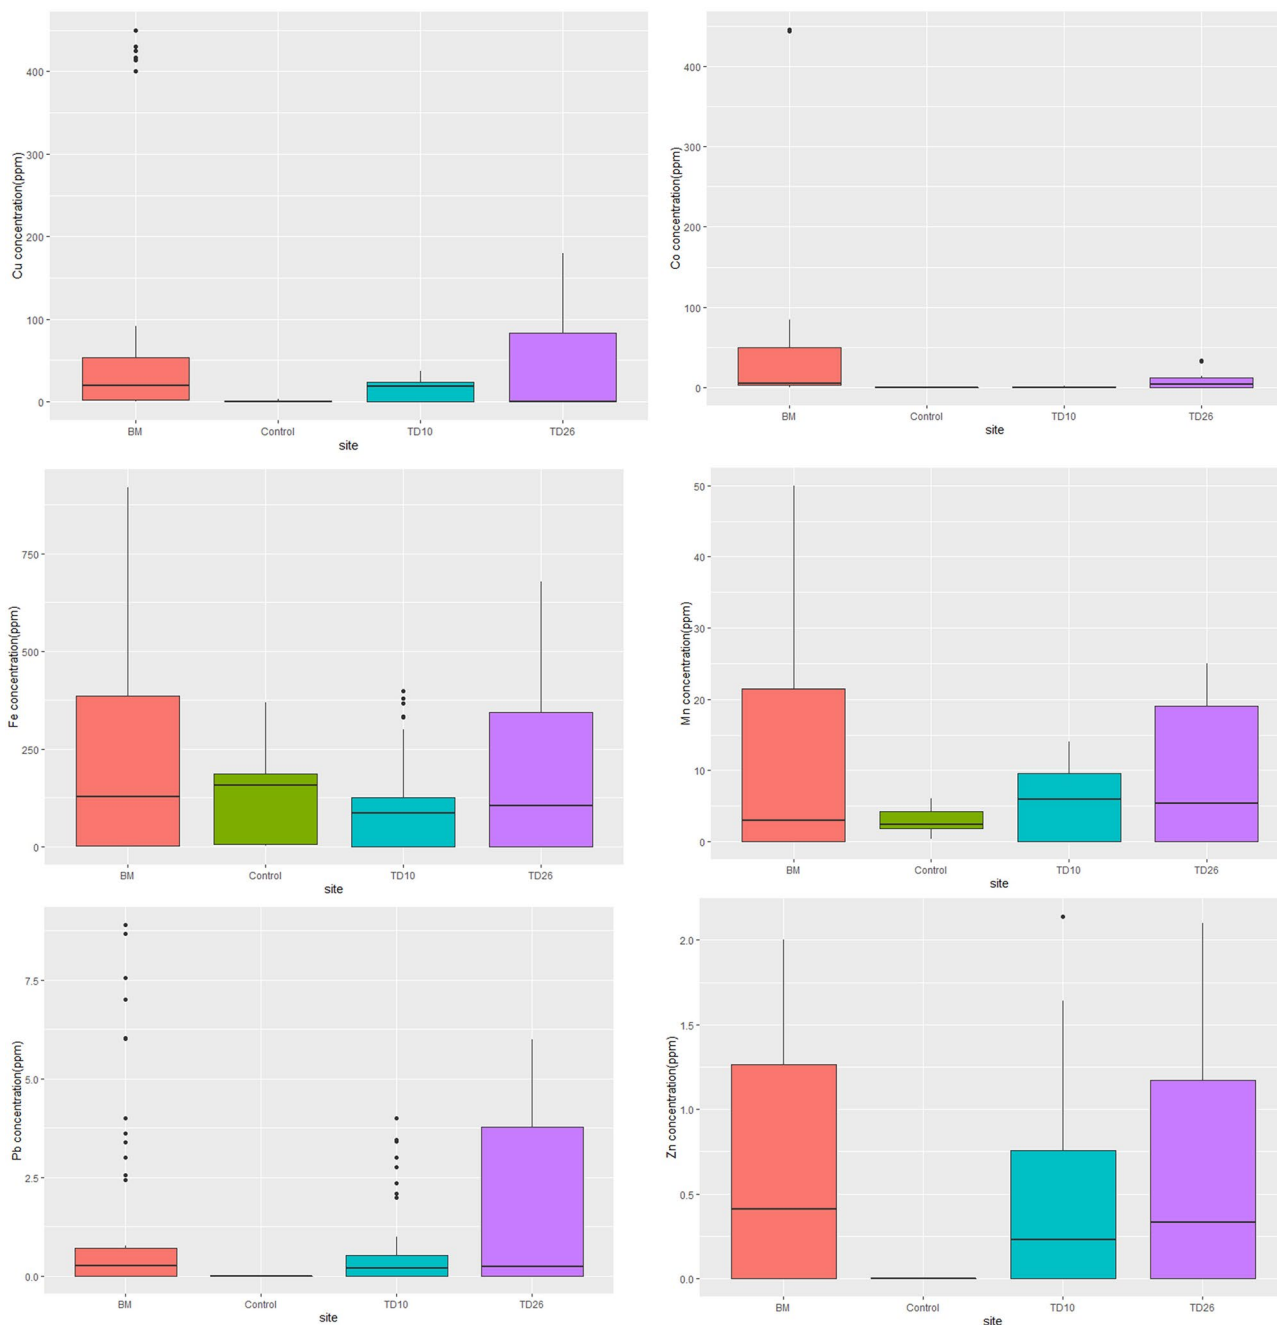 Cu concentration(ppm)
400
300
200
100
0
BM Control TD10 TD26
site
Co concentration(ppm)
400
300
200
100
0
BM Control TD10 TD26
site
Fe concentration(ppm)
750
500
250
0
BM Control TD10 TD26
site
Mn concentration(ppm)
50
40
30
20
10
0
BM Control TD10 TD26
site
Pb concentration(ppm)
7.5
5.0
2.5
0.0
BM Control TD10 TD26
site
Zn concentration(ppm)
2.0
1.5
1.0
0.5
0.0
BM Control TD10 TD26
site